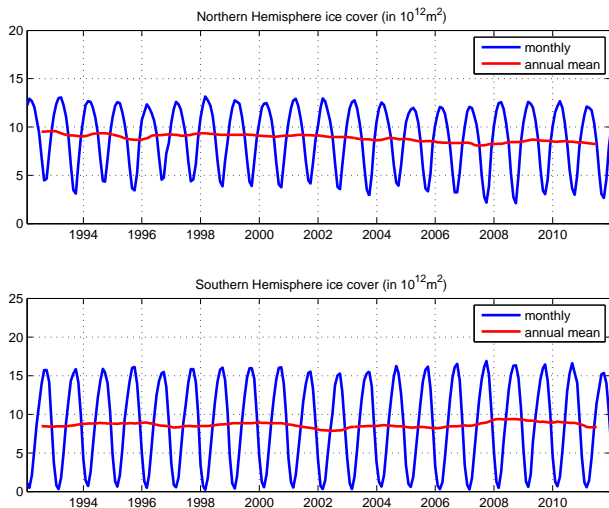 Northern Hemisphere ice cover (in 10¹²m²)
20
15
10
5
0
monthly
annual mean
1994 1996 1998 2000 2002 2004 2006 2008 2010
Southern Hemisphere ice cover (in 10¹²m²)
25
20
15
10
5
0
monthly
annual mean
1994 1996 1998 2000 2002 2004 2006 2008 2010